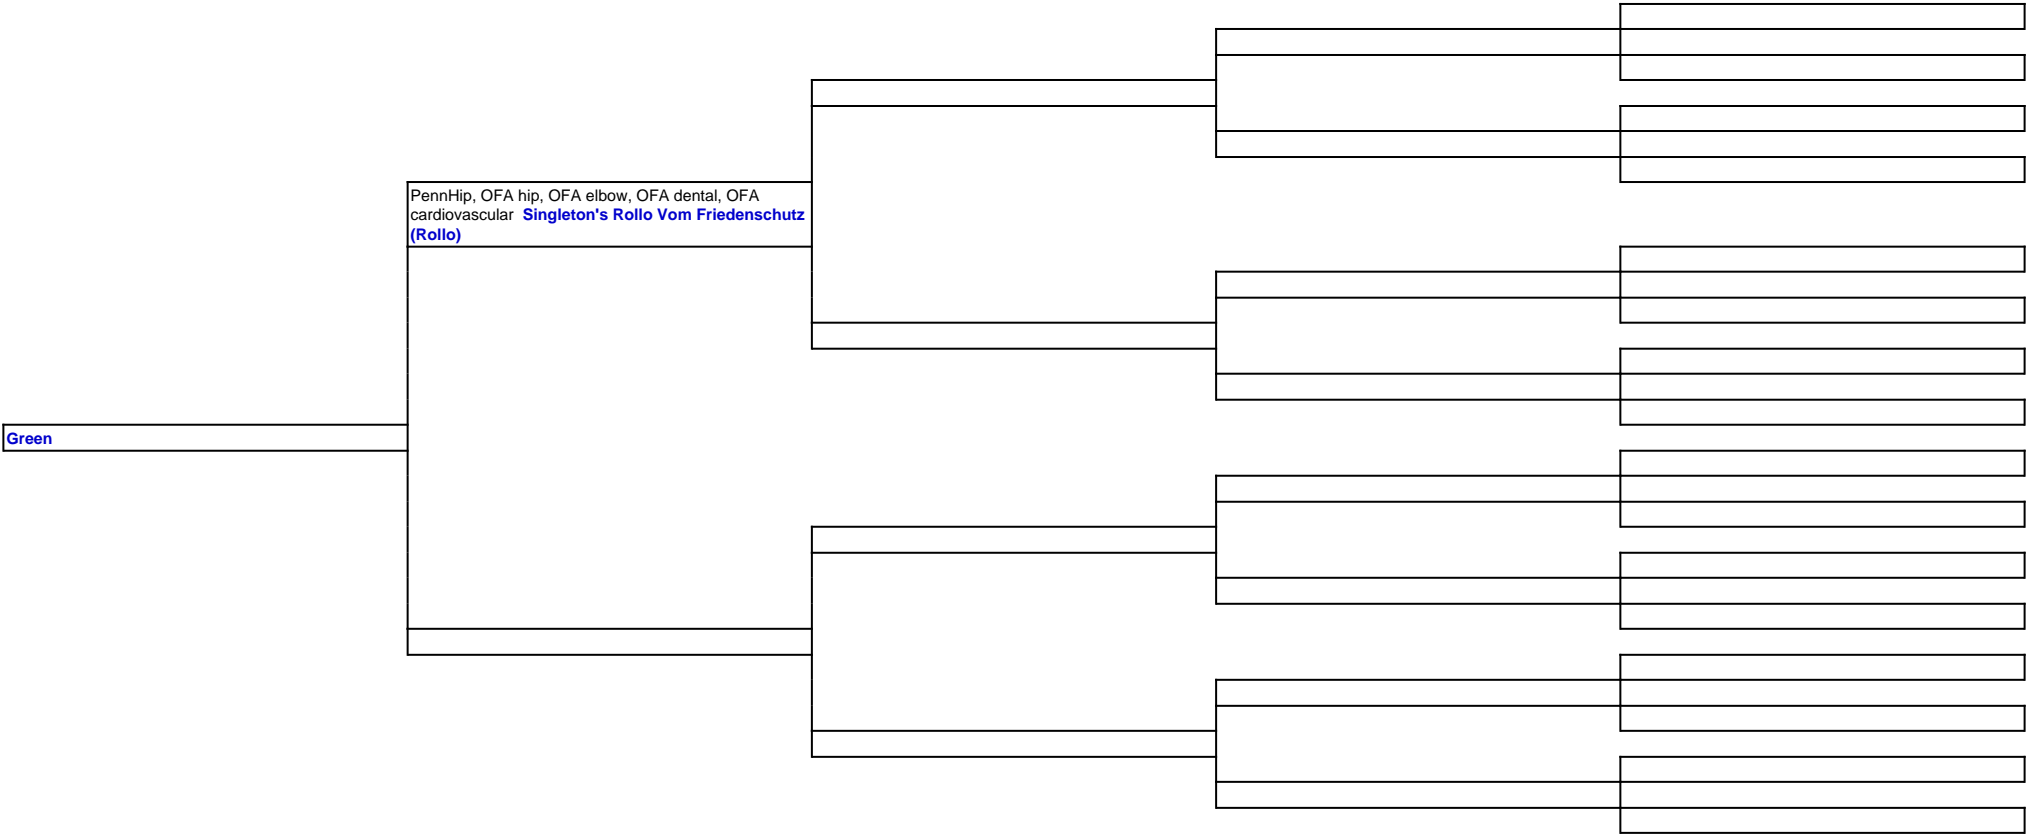 PennHip, OFA hip, OFA elbow, OFA dental, OFA
cardiovascular Singleton's Rollo Vom Friedenschutz
(Rollo)
Green